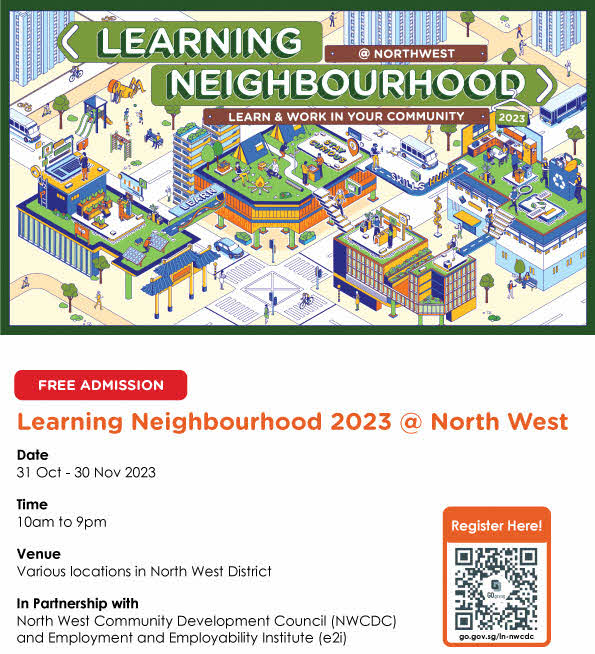 LEARNING
@ NORTHWEST
NEIGHBOURHOOD
LEARN & WORK IN YOUR COMMUNITY
2023
LEARN
SKILLS
FREE ADMISSION
Learning Neighbourhood 2023 @ North West
Date
31 Oct - 30 Nov 2023
Time
10am to 9pm
Venue
Various locations in North West District
In Partnership with
North West Community Development Council (NWCDC)
and Employment and Employability Institute (e2i)
Register Here!
go.gov.sg/ln-nwcdc